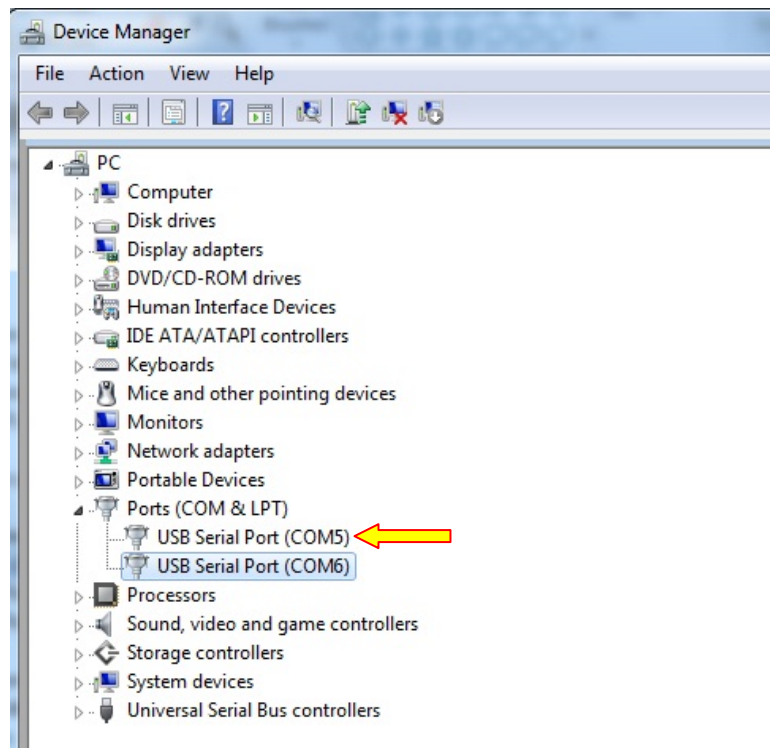 Device Manager
File Action View Help
PC
Computer
Disk drives
Display adapters
DVD/CD-ROM drives
Human Interface Devices
IDE ATA/ATAPI controllers
Keyboards
Mice and other pointing devices
Monitors
Network adapters
Portable Devices
Ports (COM & LPT)
USB Serial Port (COM5)
USB Serial Port (COM6)
Processors
Sound, video and game controllers
Storage controllers
System devices
Universal Serial Bus controllers